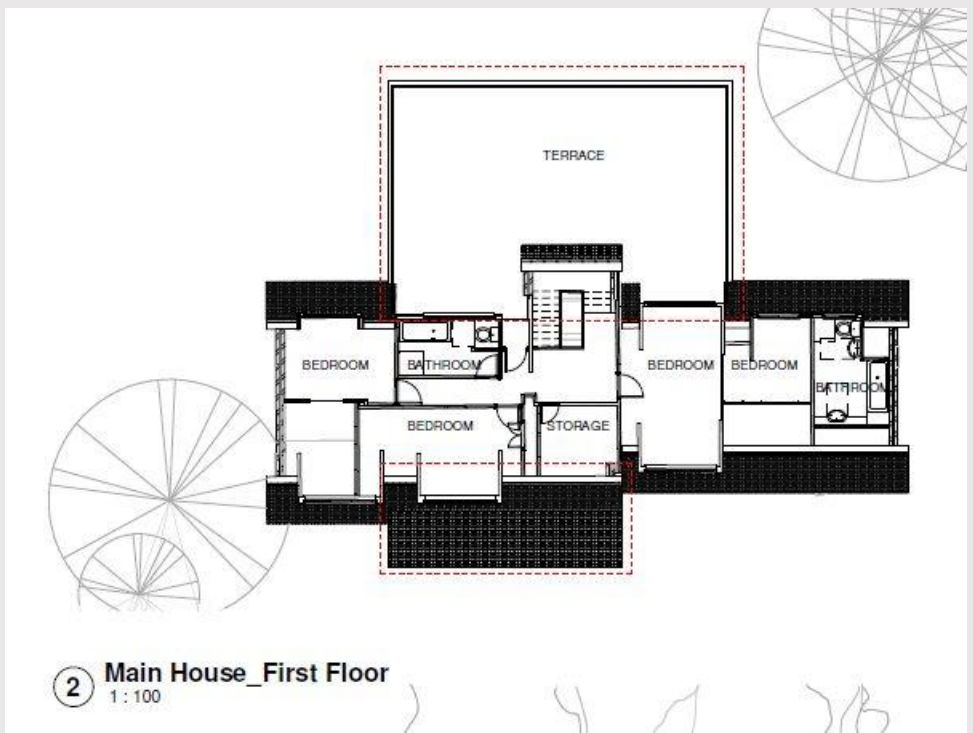 TERRACE
BEDROOM
BATHROOM
BEDROOM
BEDROOM
BATHROOM
BEDROOM
STORAGE
2
Main House_First Floor
1 : 100